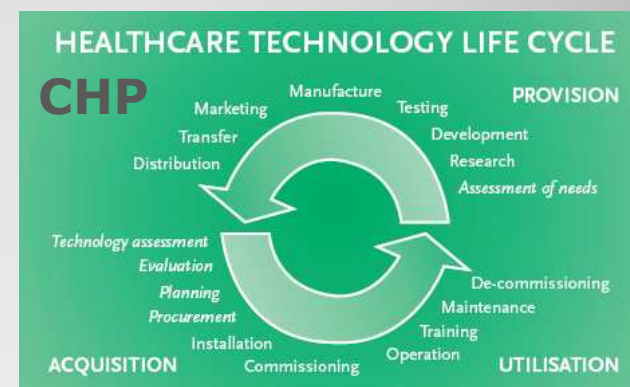 HEALTHCARE TECHNOLOGY LIFE CYCLE
CHP
PROVISION
Manufacture
Marketing
Testing
Transfer
Development
Distribution
Research
Assessment of needs
Technology assessment
Evaluation
Planning
Procurement
Installation
Commissioning
De-commissioning
Maintenance
Training
Operation
ACQUISITION
UTILISATION